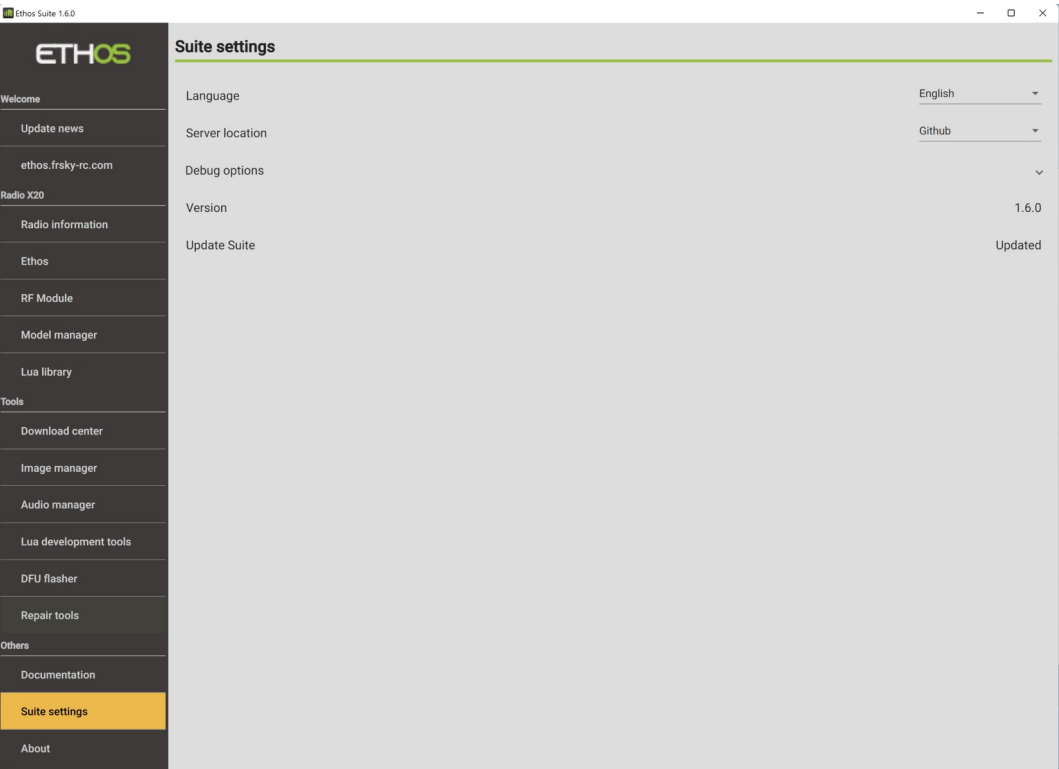 Ethos Suite 1.6.0
ETHOS
Welcome
Update news
ethos.frsky-rc.com
Radio X20
Radio information
Ethos
RF Module
Model manager
Lua library
Tools
Download center
Image manager
Audio manager
Lua development tools
DFU flasher
Repair tools
Others
Documentation
Suite settings
About
Suite settings
Language English
Server location Github
Debug options
Version 1.6.0
Update Suite Updated